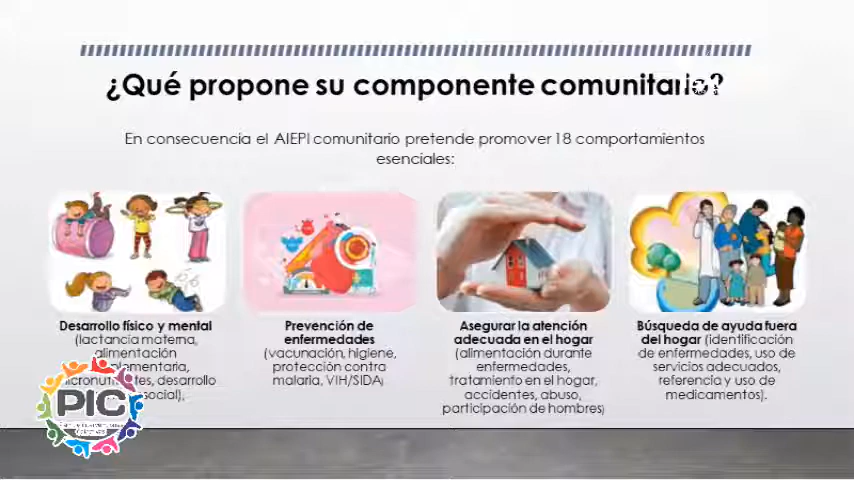 ¿Qué propone su componente comunitario?
En consecuencia el AIEPI comunitario pretende promover 18 comportamientos
esenciales:
Desarrollo físico y mental
(lactancia materna,
alimentación
desarrollo
social),
Prevención de
enfermedades
(vacunación, higiene,
protección contra
malaria, VIH/SIDA)
Asegurar la atención
adecuada en el hogar
(alimentación durante
enfermedades,
tratamiento en el hogar,
accidentes, abuso,
participación de hombres)
Búsqueda de ayuda fuera
del hogar (identificación
de enfermedades, uso de
servicios adecuados,
referencia y uso de
medicamentos).
PIC